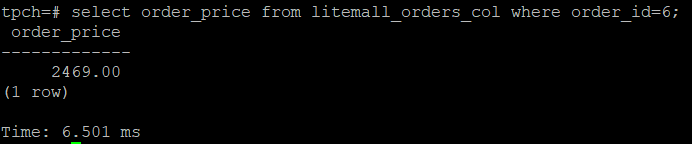 tpch=# select order_price from litemall_orders_col where order_id=6;
 order_price
-------------
     2469.00
(1 row)

Time: 6.501 ms